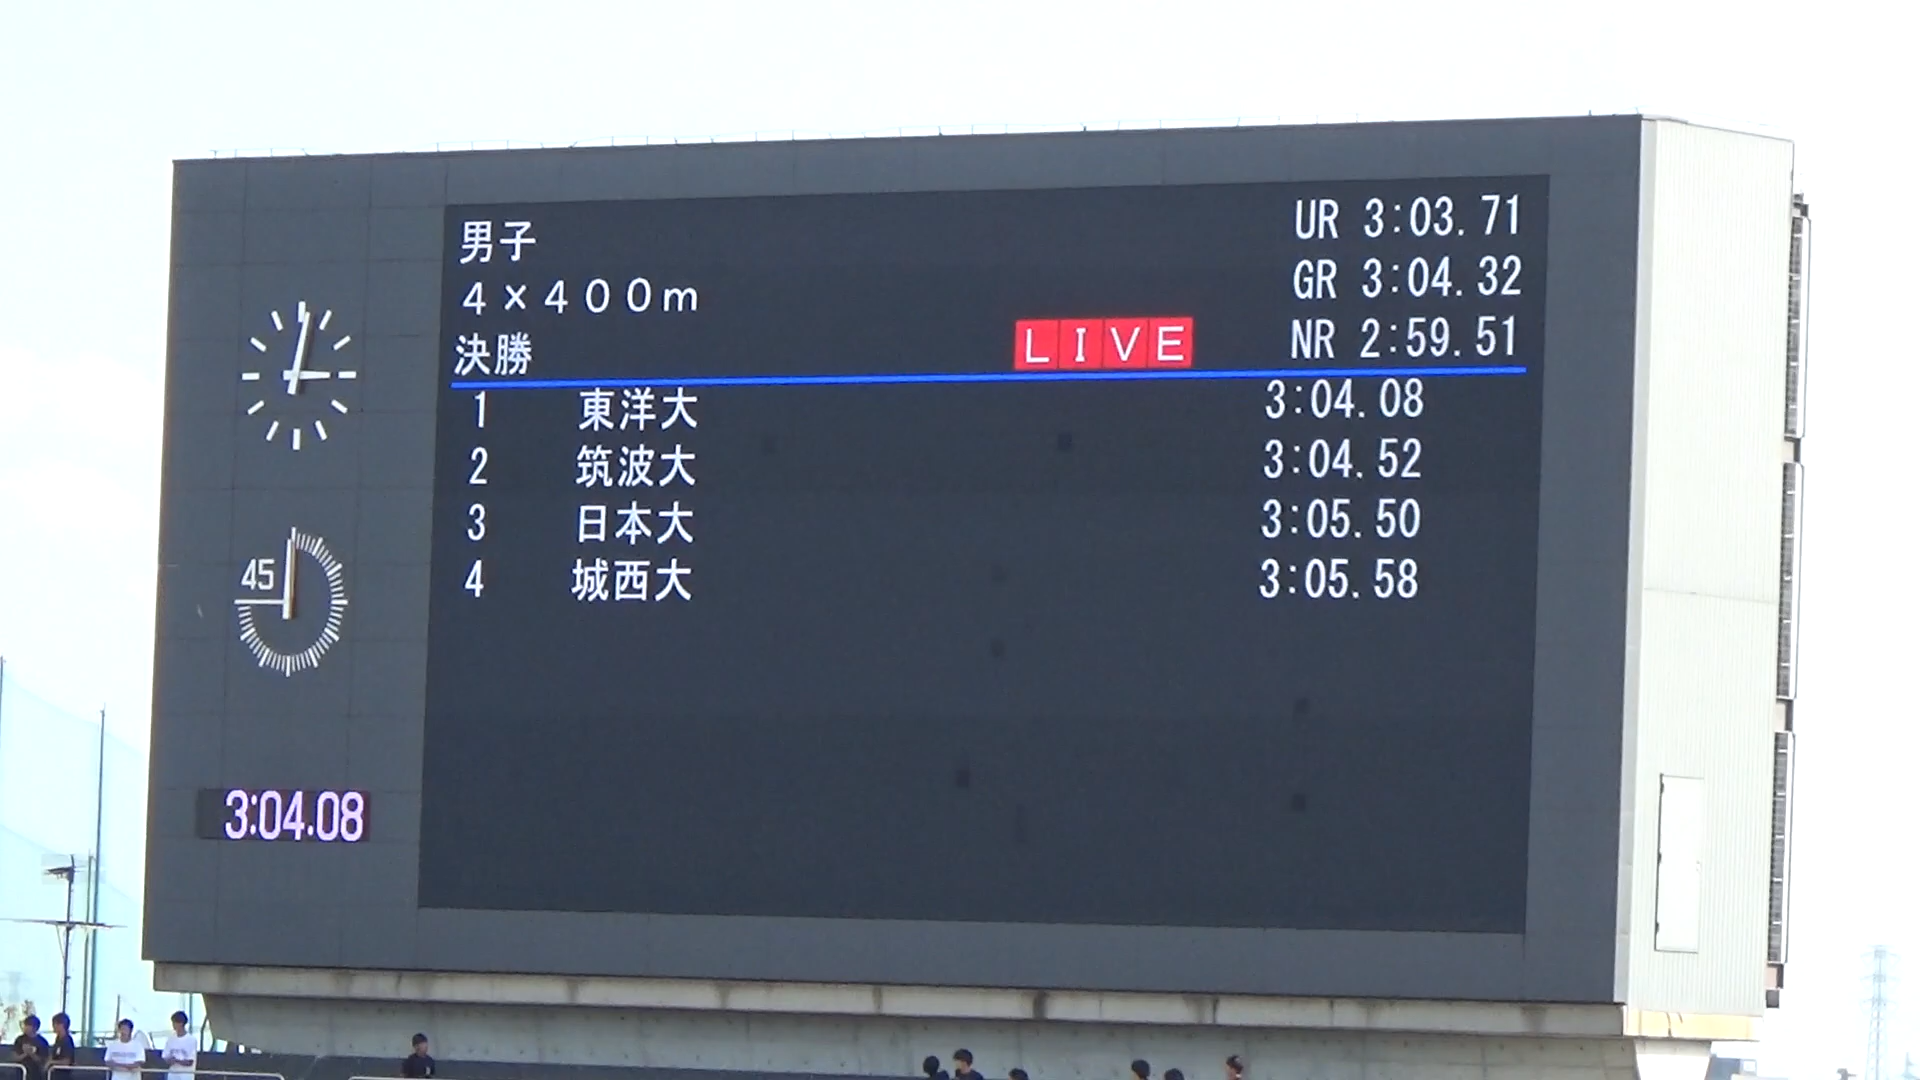 男子
UR 3:03.71
4×400m
GR 3:04.32
決勝
LIVE
NR 2:59.51
1 東洋大 3:04.08
2 筑波大 3:04.52
3 日本大 3:05.50
4 城西大 3:05.58
45
3:04.08